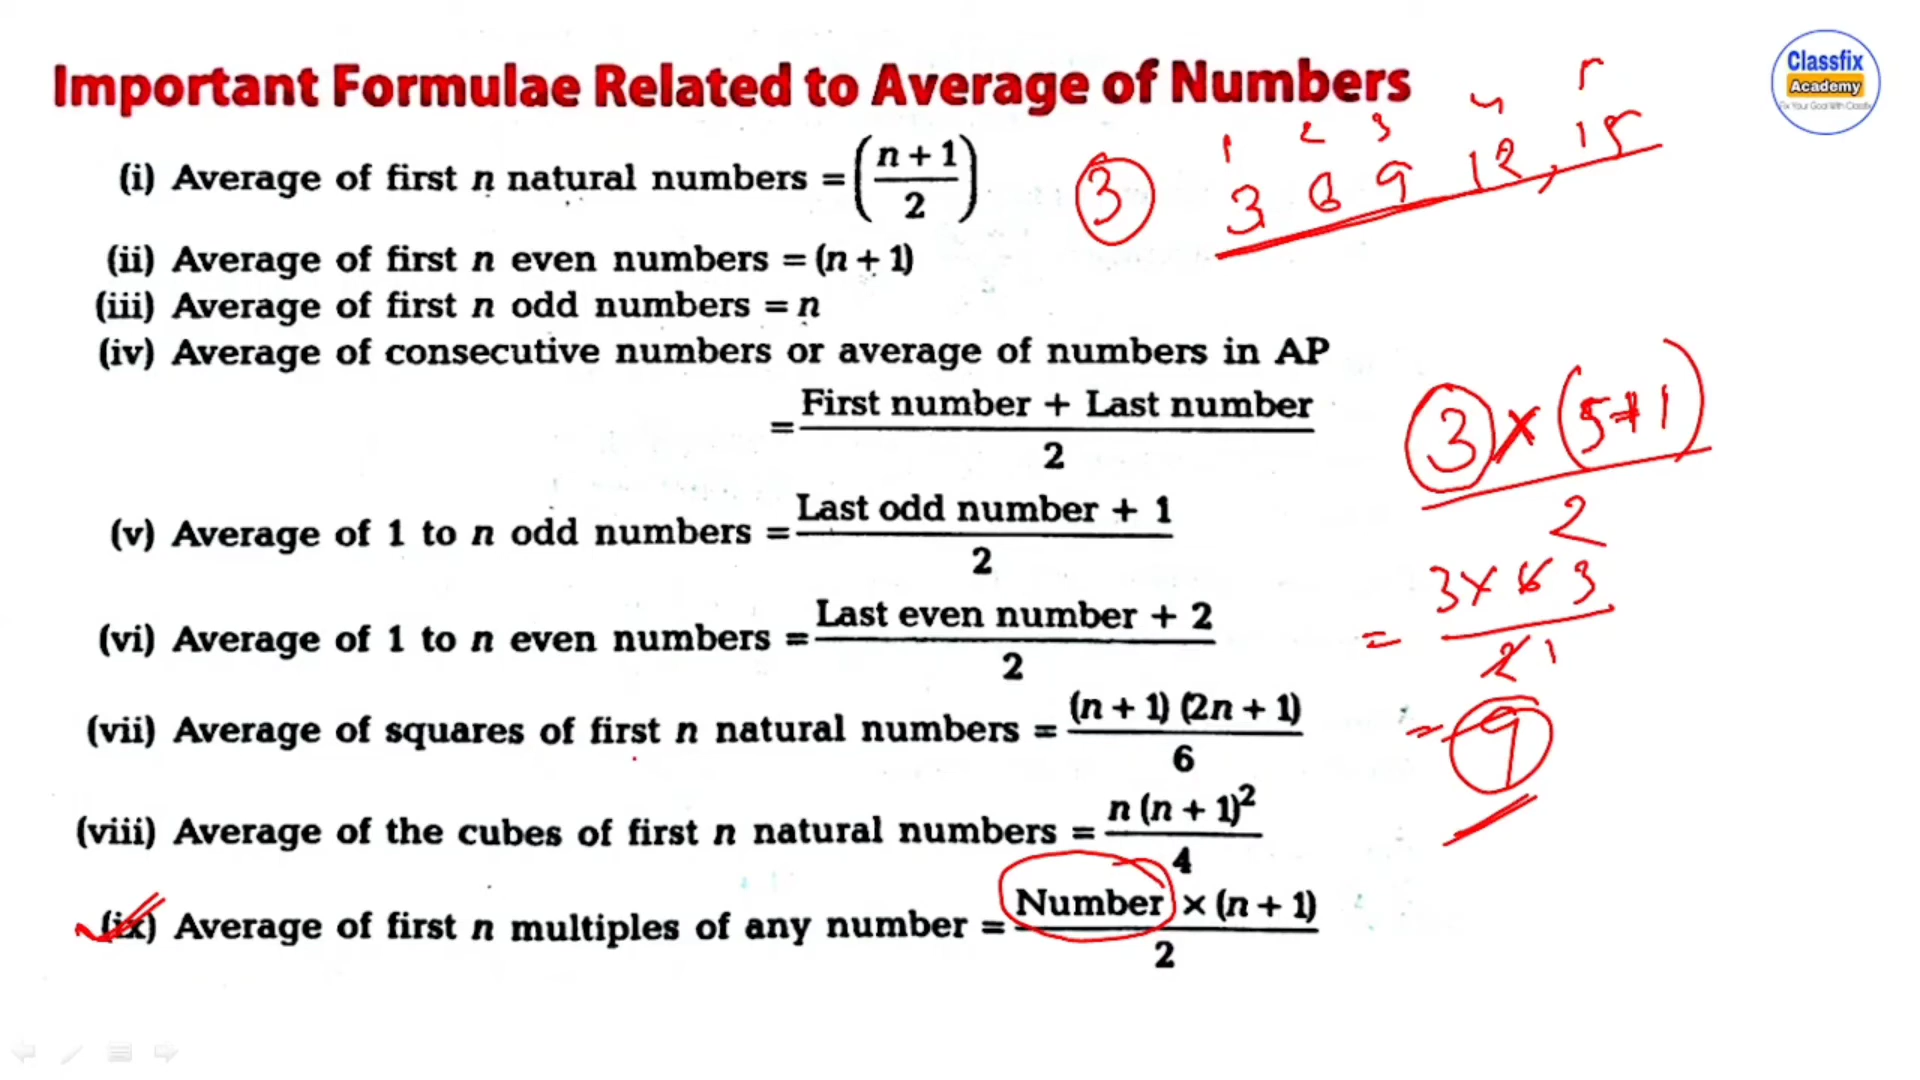 Important Formulae Related to Average of Numbers
Classfix
Academy
Fix Your Goal With Classfix
(i) Average of first n natural numbers = ((n + 1)/2)
3
1 2 3 4 5
3 6 9 12, 15
(ii) Average of first n even numbers = (n + 1)
(iii) Average of first n odd numbers = n
(iv) Average of consecutive numbers or average of numbers in AP
= (First number + Last number)/2
3 × (5+1)
2
(v) Average of 1 to n odd numbers = (Last odd number + 1)/2
= 3 × 6 3
2 1
(vi) Average of 1 to n even numbers = (Last even number + 2)/2
(vii) Average of squares of first n natural numbers = (n + 1) (2n + 1)/6
= 9
(viii) Average of the cubes of first n natural numbers = n (n + 1)²/4
(ix) Average of first n multiples of any number = Number × (n + 1)/2